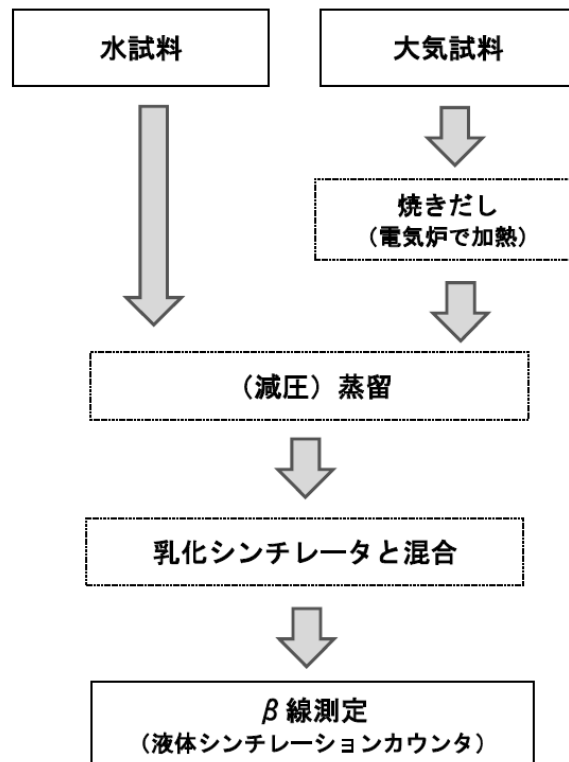 水試料
大気試料
焼きだし
（電気炉で加熱）
（減圧）蒸留
乳化シンチレータと混合
β線測定
（液体シンチレーションカウンタ）